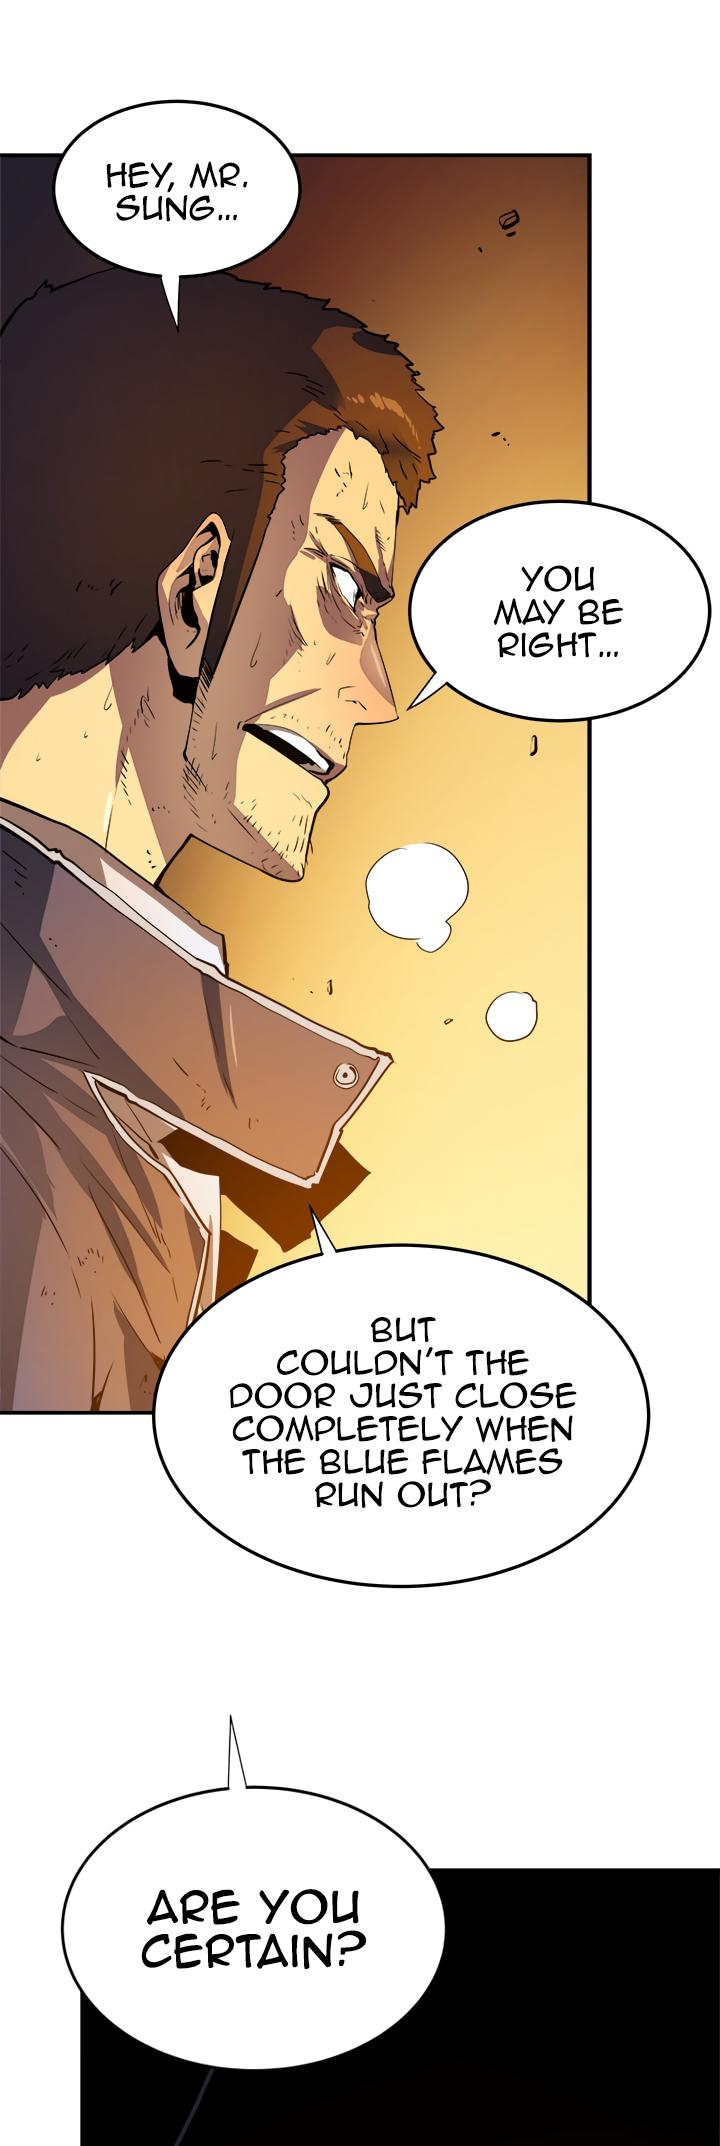 HEY, MR.
SUNG...
YOU
MAY BE
RIGHT...
BUT
COULDN'T THE
DOOR JUST CLOSE
COMPLETELY WHEN
THE BLUE FLAMES
RUN OUT?
ARE YOU
CERTAIN?